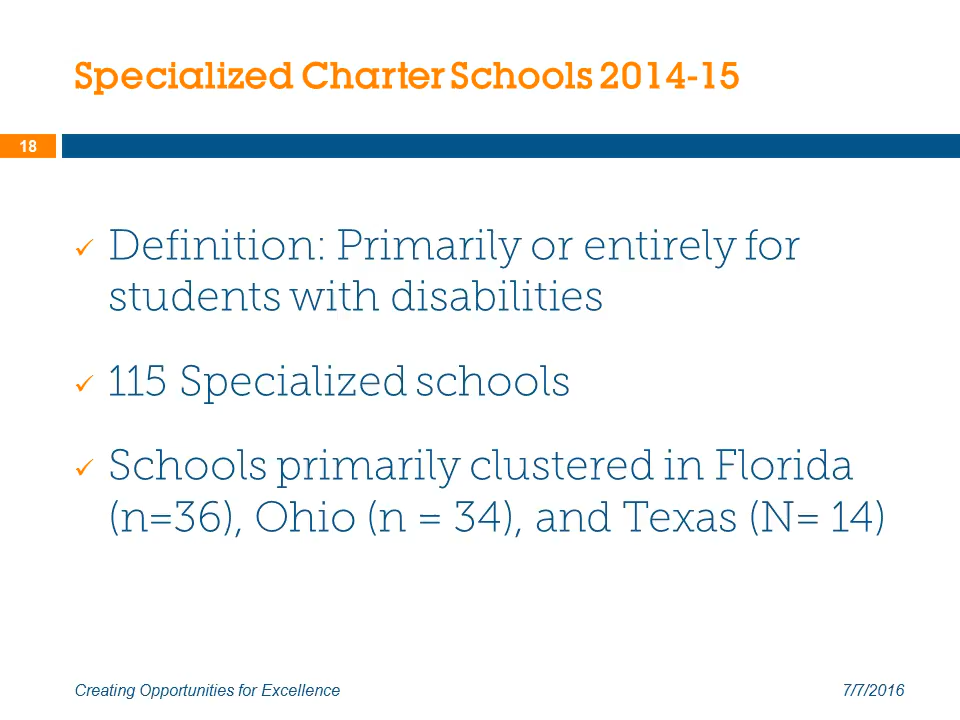 Specialized Charter Schools 2014-15
18
✓ Definition: Primarily or entirely for
students with disabilities
✓ 115 Specialized schools
✓ Schools primarily clustered in Florida
(n=36), Ohio (n = 34), and Texas (N= 14)
Creating Opportunities for Excellence
7/7/2016